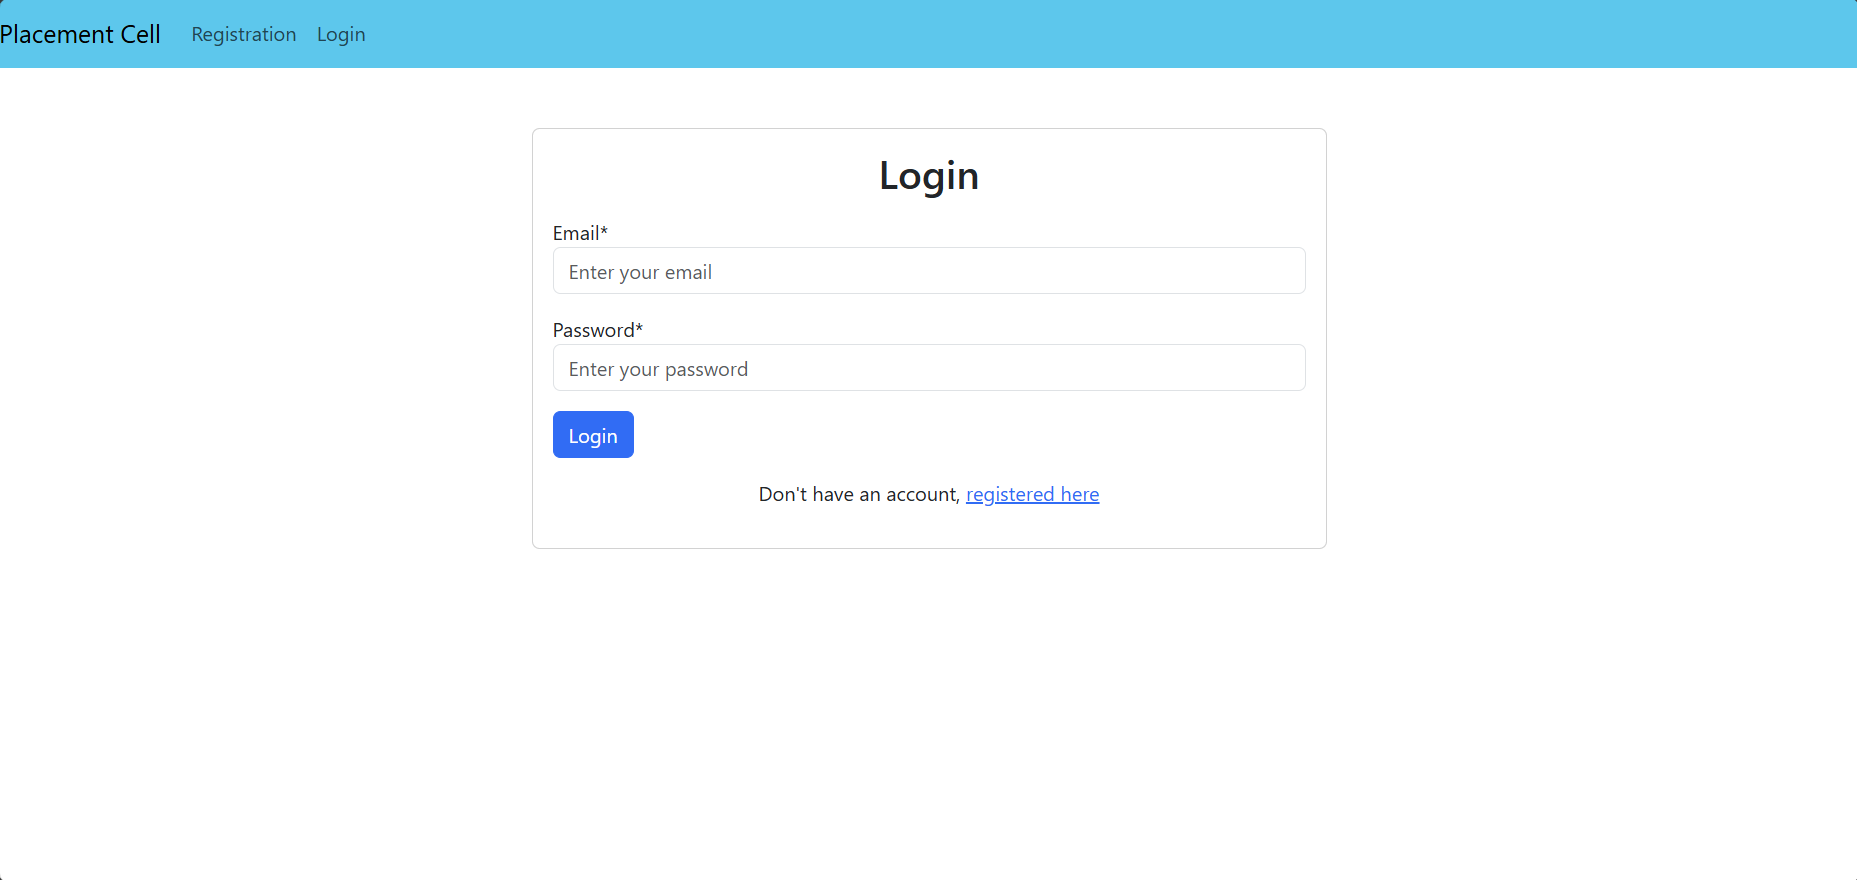 Placement Cell Registration Login
Login
Email*
Enter your email
Password*
Enter your password
Login
Don't have an account, registered here